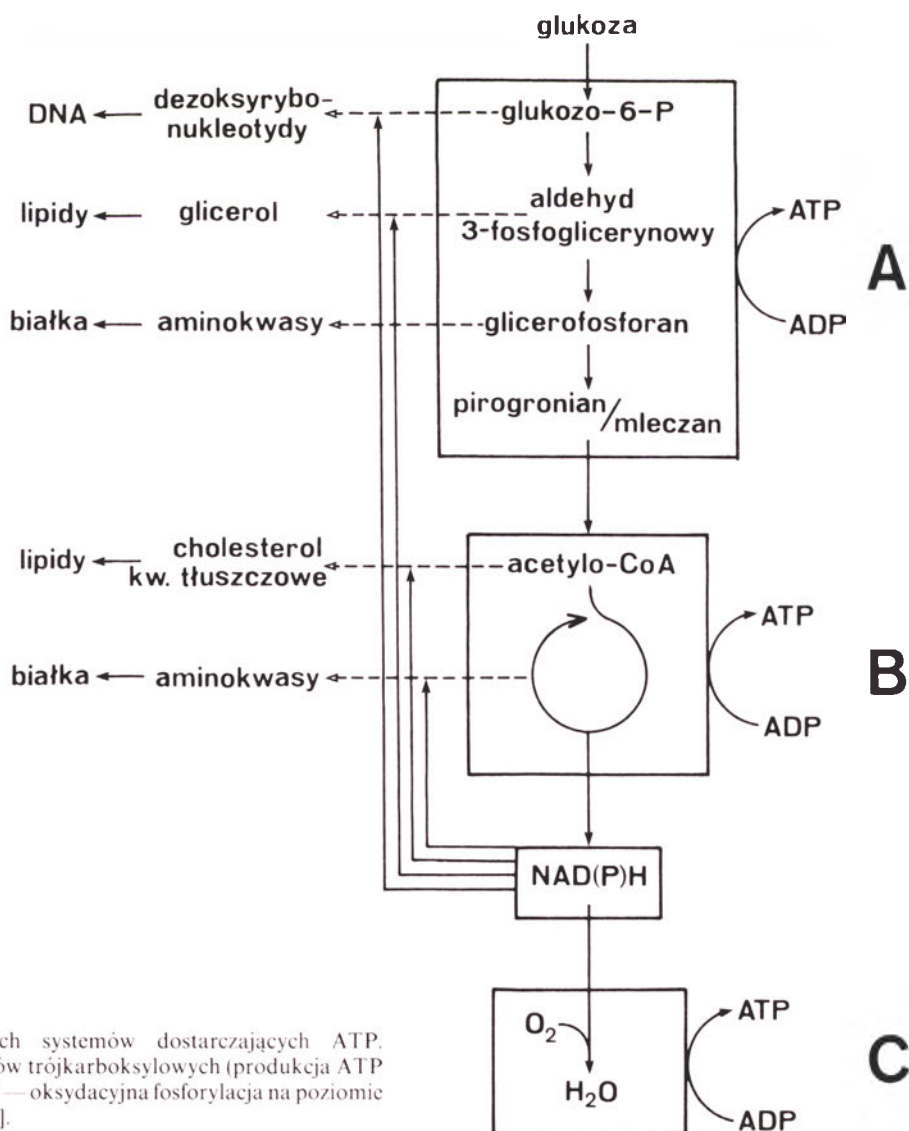 glukoza
DNA
dezoksyrybo-
nukleotydy
glukozo-6-P
lipidy
glicerol
aldehyd
3-fosfoglicerynowy
ATP
A
białka
aminokwasy
glicerofosforan
ADP
pirogronian/mleczan
lipidy
cholesterol
kw. tłuszczowe
acetylo-CoA
ATP
B
białka
aminokwasy
ADP
NAD(P)H
ch systemów dostarczających ATP.
ów trójkarboksylowych (produkcja ATP
— oksydacyjna fosforylacja na poziomie
].
O₂
H₂O
ATP
C
ADP